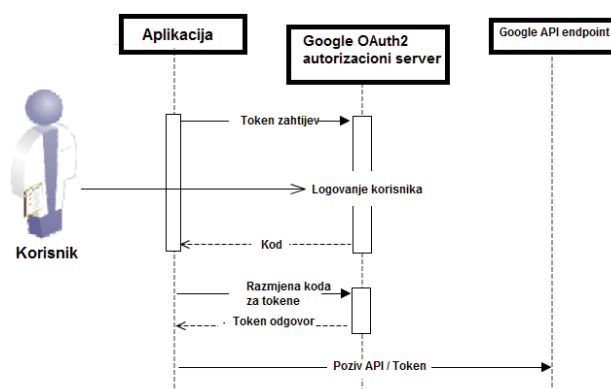 Aplikacija
Google OAuth2
autorizacioni server
Google API endpoint
Token zahtijev
Logovanje korisnika
Kod
Korisnik
Razmjena koda
za tokene
Token odgovor
Poziv API / Token